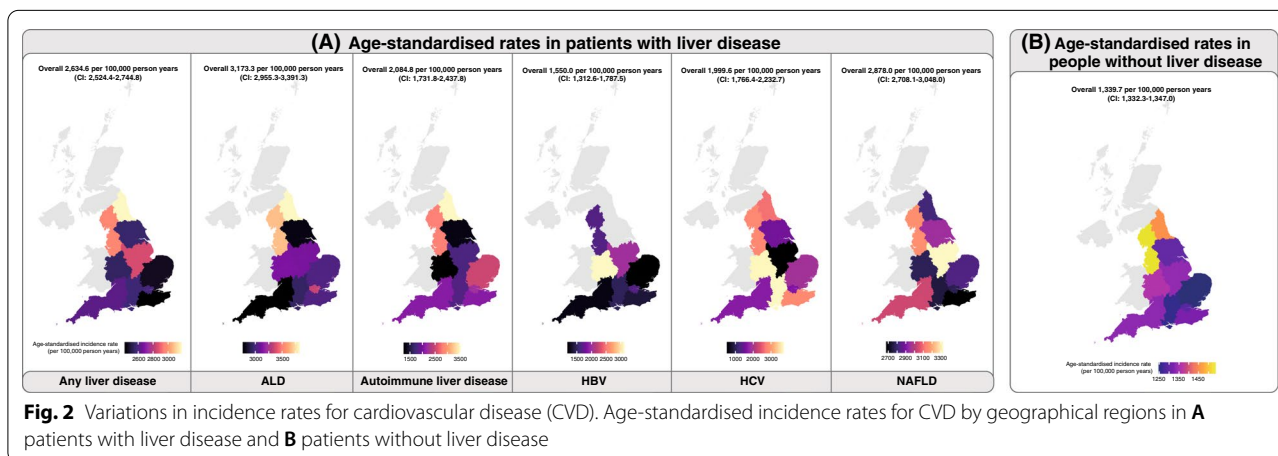 (A) Age-standardised rates in patients with liver disease
Overall 2,634.6 per 100,000 person years
(CI: 2,524.4-2,744.8)
Overall 3,173.3 per 100,000 person years
(CI: 2,955.3-3,391.3)
Overall 2,084.8 per 100,000 person years
(CI: 1,731.8-2,437.8)
Overall 1,550.0 per 100,000 person years
(CI: 1,312.6-1,787.5)
Overall 1,999.6 per 100,000 person years
(CI: 1,766.4-2,232.7)
Overall 2,878.0 per 100,000 person years
(CI: 2,708.1-3,048.0)
Age-standardised incidence rate
(per 100,000 person years)
2600 2800 3000
3000 3500
1500 2500 3500
1500 2000 2500 3000
1000 2000 3000
2700 2900 3100 3300
Any liver disease
ALD
Autoimmune liver disease
HBV
HCV
NAFLD
(B) Age-standardised rates in
people without liver disease
Overall 1,339.7 per 100,000 person years
(CI: 1,332.3-1,347.0)
Age-standardised incidence rate
(per 100,000 person years)
1250 1350 1450
Fig. 2 Variations in incidence rates for cardiovascular disease (CVD). Age-standardised incidence rates for CVD by geographical regions in A
patients with liver disease and B patients without liver disease